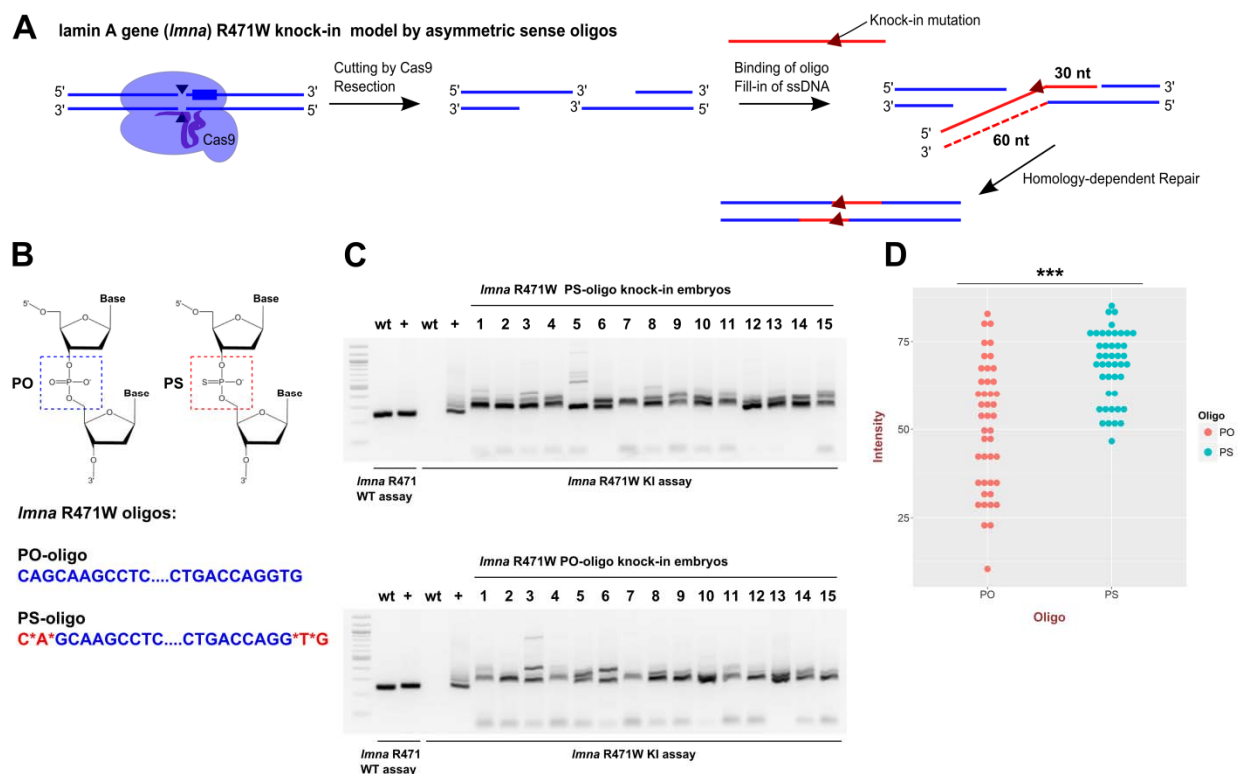 A
lamin A gene (lmna) R471W knock-in model by asymmetric sense oligos
5'
3'
3'
5'
Cas9
Cutting by Cas9
Resection
5'
3'
3'
5'
Knock-in mutation
Binding of oligo
Fill-in of ssDNA
30 nt
5'
3'
3'
5'
5'
3'
60 nt
Homology-dependent Repair
B
5'
O
Base
O
O
PO
O=P-O-
O
Base
O
O
3'
5'
O
Base
O
O
PS
S=P-O-
O
Base
O
O
3'
lmna R471W oligos:
PO-oligo
CAGCAAGCCTC....CTGACCAGGTG
PS-oligo
C*A*GCAAGCCTC....CTGACCAGG*T*G
C
lmna R471W PS-oligo knock-in embryos
wt + wt + 1 2 3 4 5 6 7 8 9 10 11 12 13 14 15
lmna R471
WT assay
lmna R471W KI assay
lmna R471W PO-oligo knock-in embryos
wt + wt + 1 2 3 4 5 6 7 8 9 10 11 12 13 14 15
lmna R471
WT assay
lmna R471W KI assay
D
***
75
50
25
Intensity
PO PS
Oligo
Oligo
PO
PS